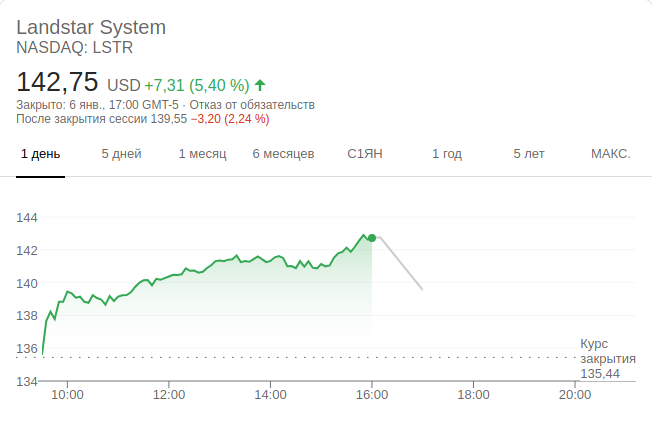 Landstar System
NASDAQ: LSTR
142,75 USD +7,31 (5,40 %)
Закрыто: 6 янв., 17:00 GMT-5 · Отказ от обязательств
После закрытия сессии 139,55 −3,20 (2,24 %)
1 день 5 дней 1 месяц 6 месяцев С1ЯН 1 год 5 лет МАКС.
144
142
140
138
136
134
Курс
закрытия
135,44
10:00 12:00 14:00 16:00 18:00 20:00